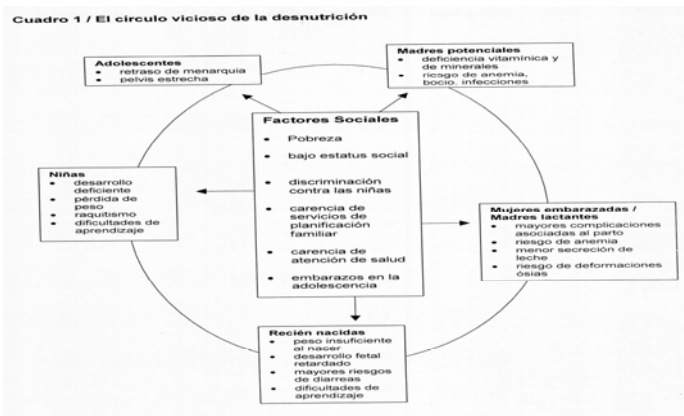 Cuadro 1 / El círculo vicioso de la desnutrición
Adolescentes
• retraso de menarquia
• pelvis estrecha
Madres potenciales
• deficiencia vitamínica y
de minerales
• riesgo de anemia,
bocio, infecciones
Factores Sociales
• Pobreza
• bajo estatus social
• discriminación
contra las niñas
• carencia de
servicios de
planificación
familiar
• carencia de
atención de salud
• embarazos en la
adolescencia
Niñas
• desarrollo
deficiente
• pérdida de
peso
• raquitismo
• dificultades de
aprendizaje
Mujeres embarazadas /
Madres lactantes
• mayores complicaciones
asociadas al parto
• riesgo de anemia
• menor secreción de
leche
• riesgo de deformaciones
ósias
Recién nacidas
• peso insuficiente
al nacer
• desarrollo fetal
retardado
• mayores riesgos
de diarreas
• dificultades de
aprendizaje